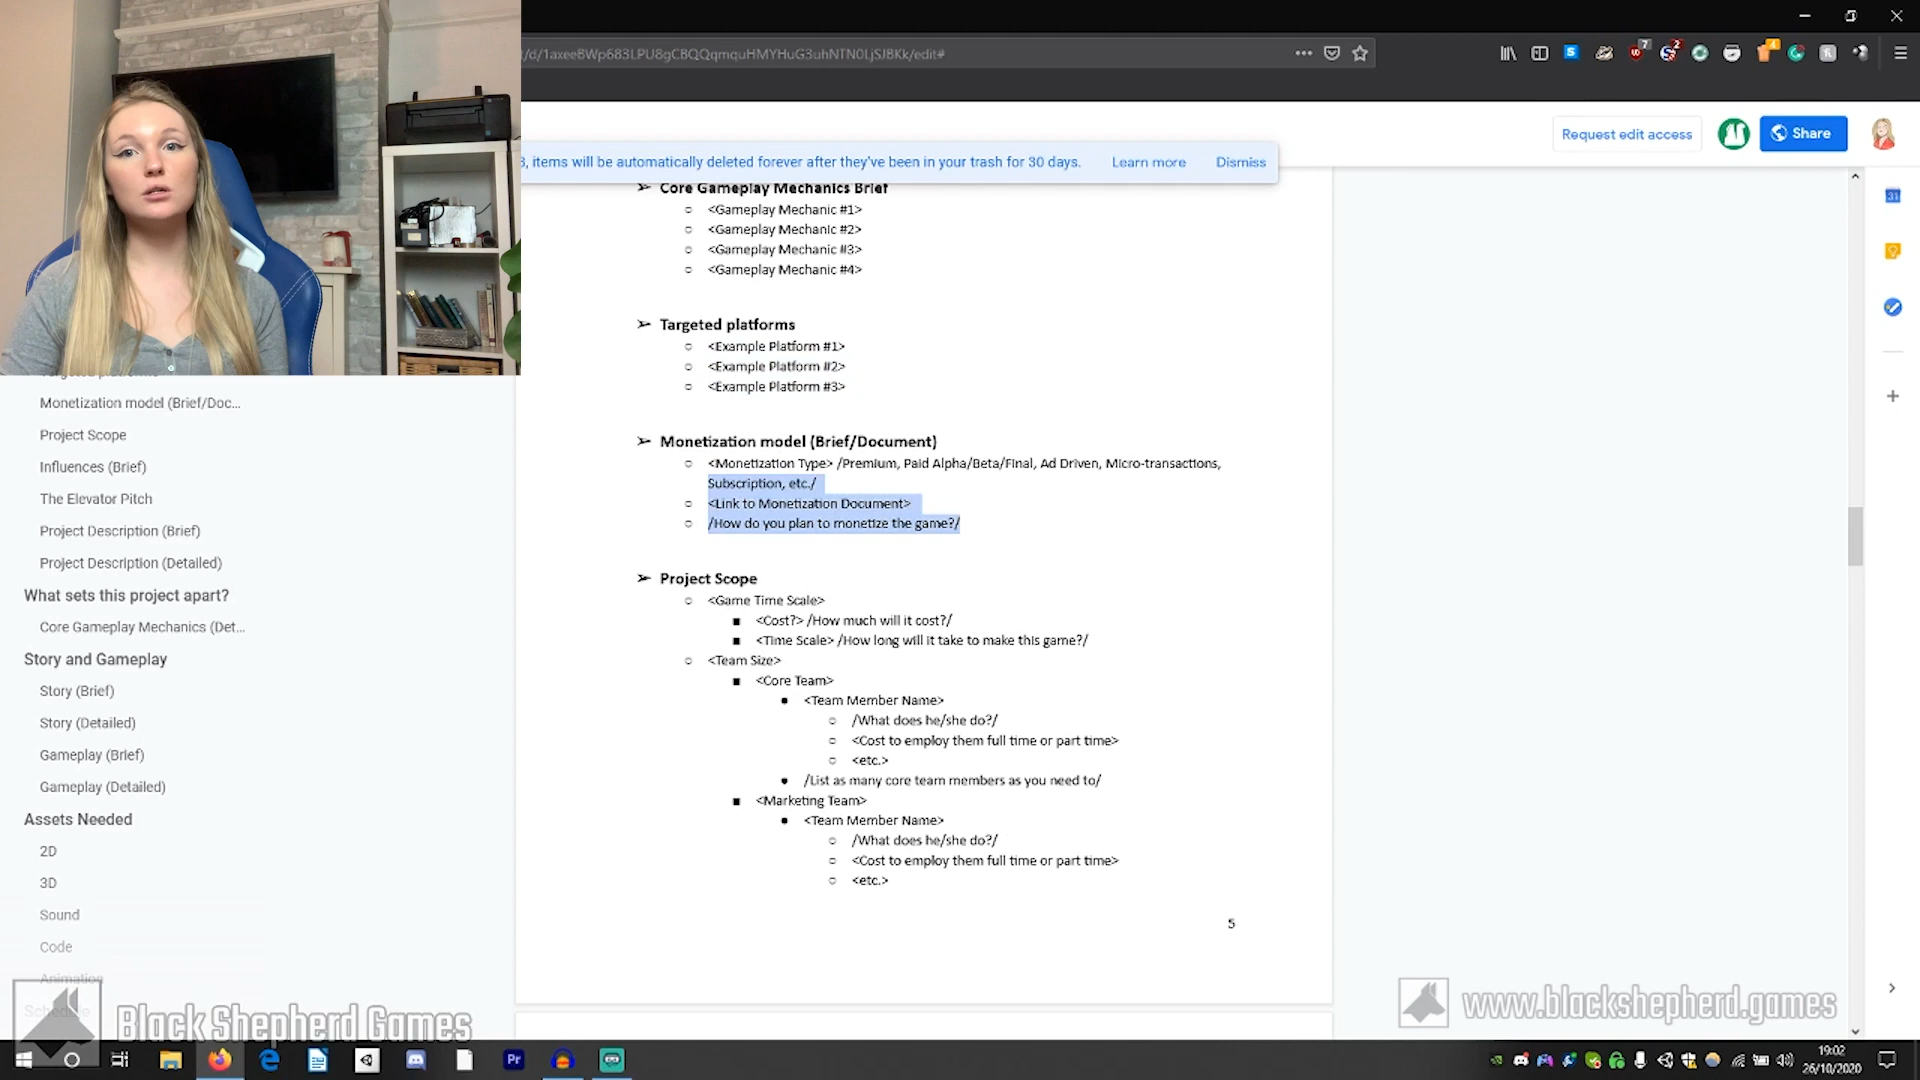 /d/1axee8Wp683LPU8gCBQQqmquHMYHuG3uhNTN0LjSJBKk/edit#
7
2
4
Request edit access
Share
3, items will be automatically deleted forever after they've been in your trash for 30 days.
Learn more
Dismiss
31
➢ Core Gameplay Mechanics Brief
○ <Gameplay Mechanic #1>
○ <Gameplay Mechanic #2>
○ <Gameplay Mechanic #3>
○ <Gameplay Mechanic #4>
➢ Targeted platforms
○ <Example Platform #1>
○ <Example Platform #2>
○ <Example Platform #3>
➢ Monetization model (Brief/Document)
○ <Monetization Type> /Premium, Paid Alpha/Beta/Final, Ad Driven, Micro-transactions,
Subscription, etc./
○ <Link to Monetization Document>
○ /How do you plan to monetize the game?/
➢ Project Scope
○ <Game Time Scale>
■ <Cost?> /How much will it cost?/
■ <Time Scale> /How long will it take to make this game?/
○ <Team Size>
■ <Core Team>
● <Team Member Name>
○ /What does he/she do?/
○ <Cost to employ them full time or part time>
○ <etc.>
● /List as many core team members as you need to/
■ <Marketing Team>
● <Team Member Name>
○ /What does he/she do?/
○ <Cost to employ them full time or part time>
○ <etc.>
5
Monetization model (Brief/Doc...
Project Scope
Influences (Brief)
The Elevator Pitch
Project Description (Brief)
Project Description (Detailed)
What sets this project apart?
Core Gameplay Mechanics (Det...
Story and Gameplay
Story (Brief)
Story (Detailed)
Gameplay (Brief)
Gameplay (Detailed)
Assets Needed
2D
3D
Sound
Code
Animation
Schedule
Black Shepherd Games
www.blackshepherd.games
Pr
19:02
26/10/2020